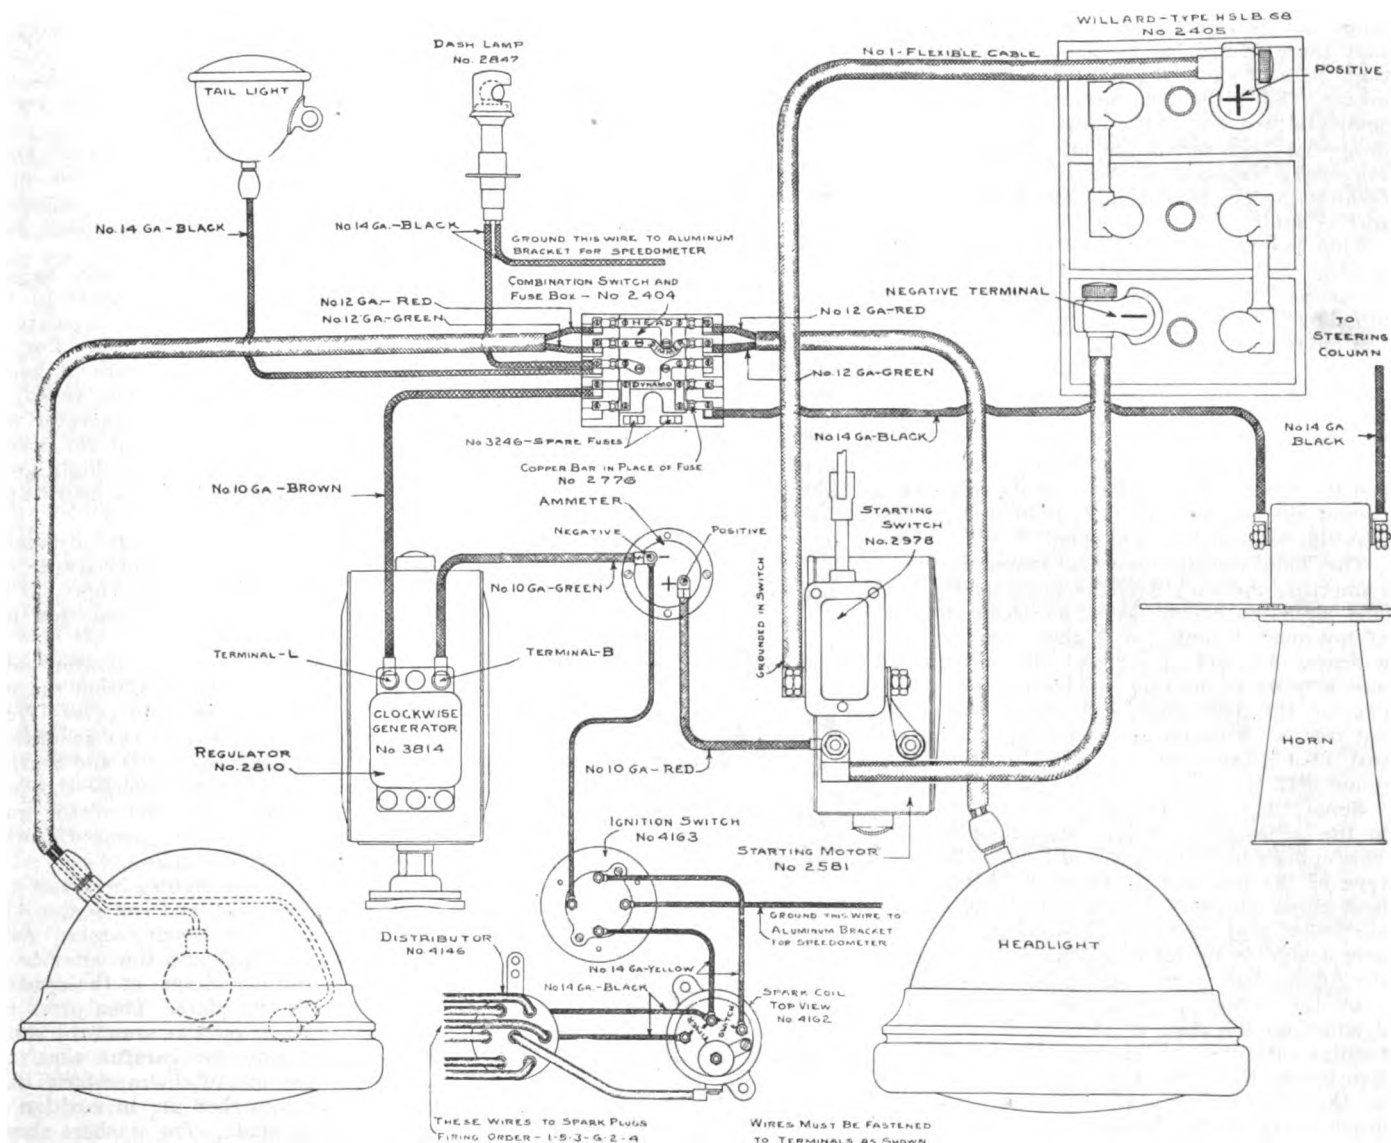 WILLARD-TYPE HSLB 68
No 2405
No 1-FLEXIBLE CABLE
POSITIVE
+
DASH LAMP
No. 2847
TAIL LIGHT
No. 14 GA-BLACK
No 14 GA.-BLACK
GROUND THIS WIRE TO ALUMINUM
BRACKET FOR SPEEDOMETER
COMBINATION SWITCH AND
FUSE BOX - No 2404
No 12 GA.- RED
No 12 GA.-GREEN
HEAD
DYNAMO
No 12 GA-RED
No. 12 GA-GREEN
NEGATIVE TERMINAL
-
TO
STEERING
COLUMN
No 14 GA
BLACK
No 14 GA-BLACK
No 3246-SPARE FUSES
COPPER BAR IN PLACE OF FUSE
No 2776
No 10 GA-BROWN
AMMETER
NEGATIVE
POSITIVE
-
+
No 10 GA-GREEN
STARTING
SWITCH
No. 2978
GROUNDED IN SWITCH
TERMINAL-L
TERMINAL-B
CLOCKWISE
GENERATOR
No 3814
REGULATOR
No. 2810
No 10 GA-RED
HORN
IGNITION SWITCH
No 4163
STARTING MOTOR
No 2581
GROUND THIS WIRE TO
ALUMINUM BRACKET
FOR SPEEDOMETER
HEADLIGHT
DISTRIBUTOR
No. 4146
No 14 GA-YELLOW
No 14 GA.-BLACK
SPARK COIL
TOP VIEW
No. 4162
TIMER
SWITCH
THESE WIRES TO SPARK PLUGS
FIRING ORDER - 1-5-3-6-2-4
WIRES MUST BE FASTENED
TO TERMINALS AS SHOWN